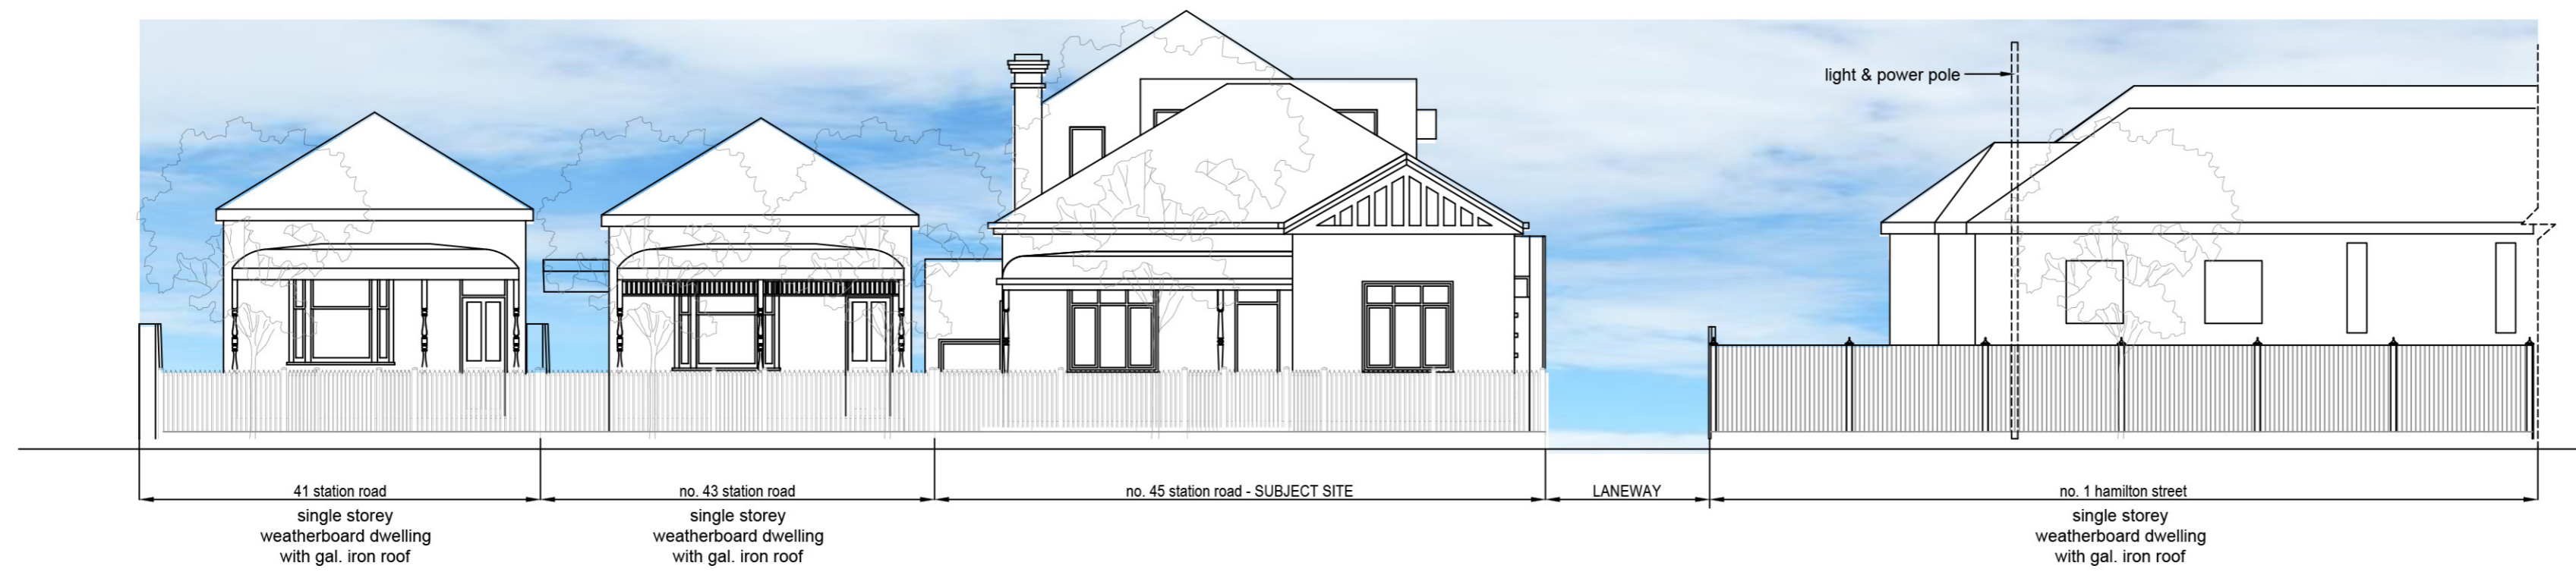 light & power pole
41 station road
no. 43 station road
no. 45 station road - SUBJECT SITE
LANEWAY
no. 1 hamilton street
single storey
weatherboard dwelling
with gal. iron roof
single storey
weatherboard dwelling
with gal. iron roof
single storey
weatherboard dwelling
with gal. iron roof